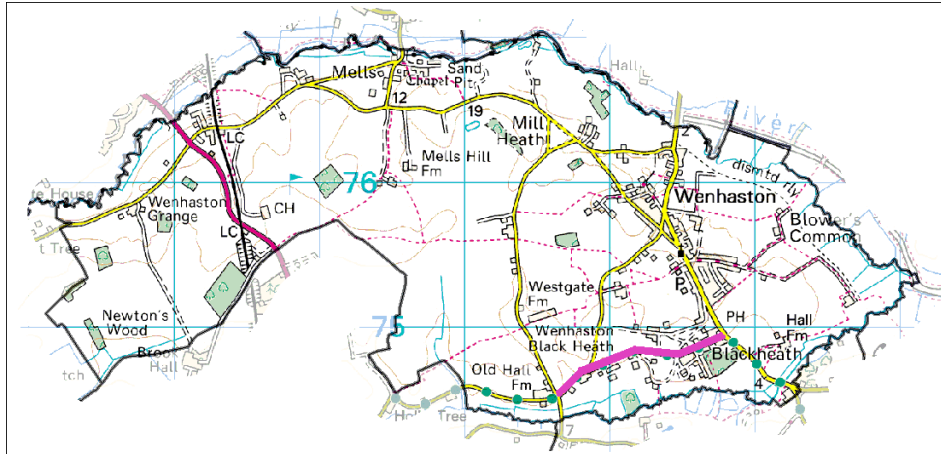 Hall
Mells
Sand
Chapel Pit
12
19
River
Mill
Heath
LC
Mells Hill
Fm
dismtd rly
te House
76
Wenhaston
Wenhaston
Grange
CH
Blower's
Common
LC
t Tree
P
Westgate
Fm
Newton's
Wood
75
Wenhaston
Black Heath
PH
Hall
Fm
Broo
Hall
tch
Blackheath
Old Hall
Fm
4
Tree
7